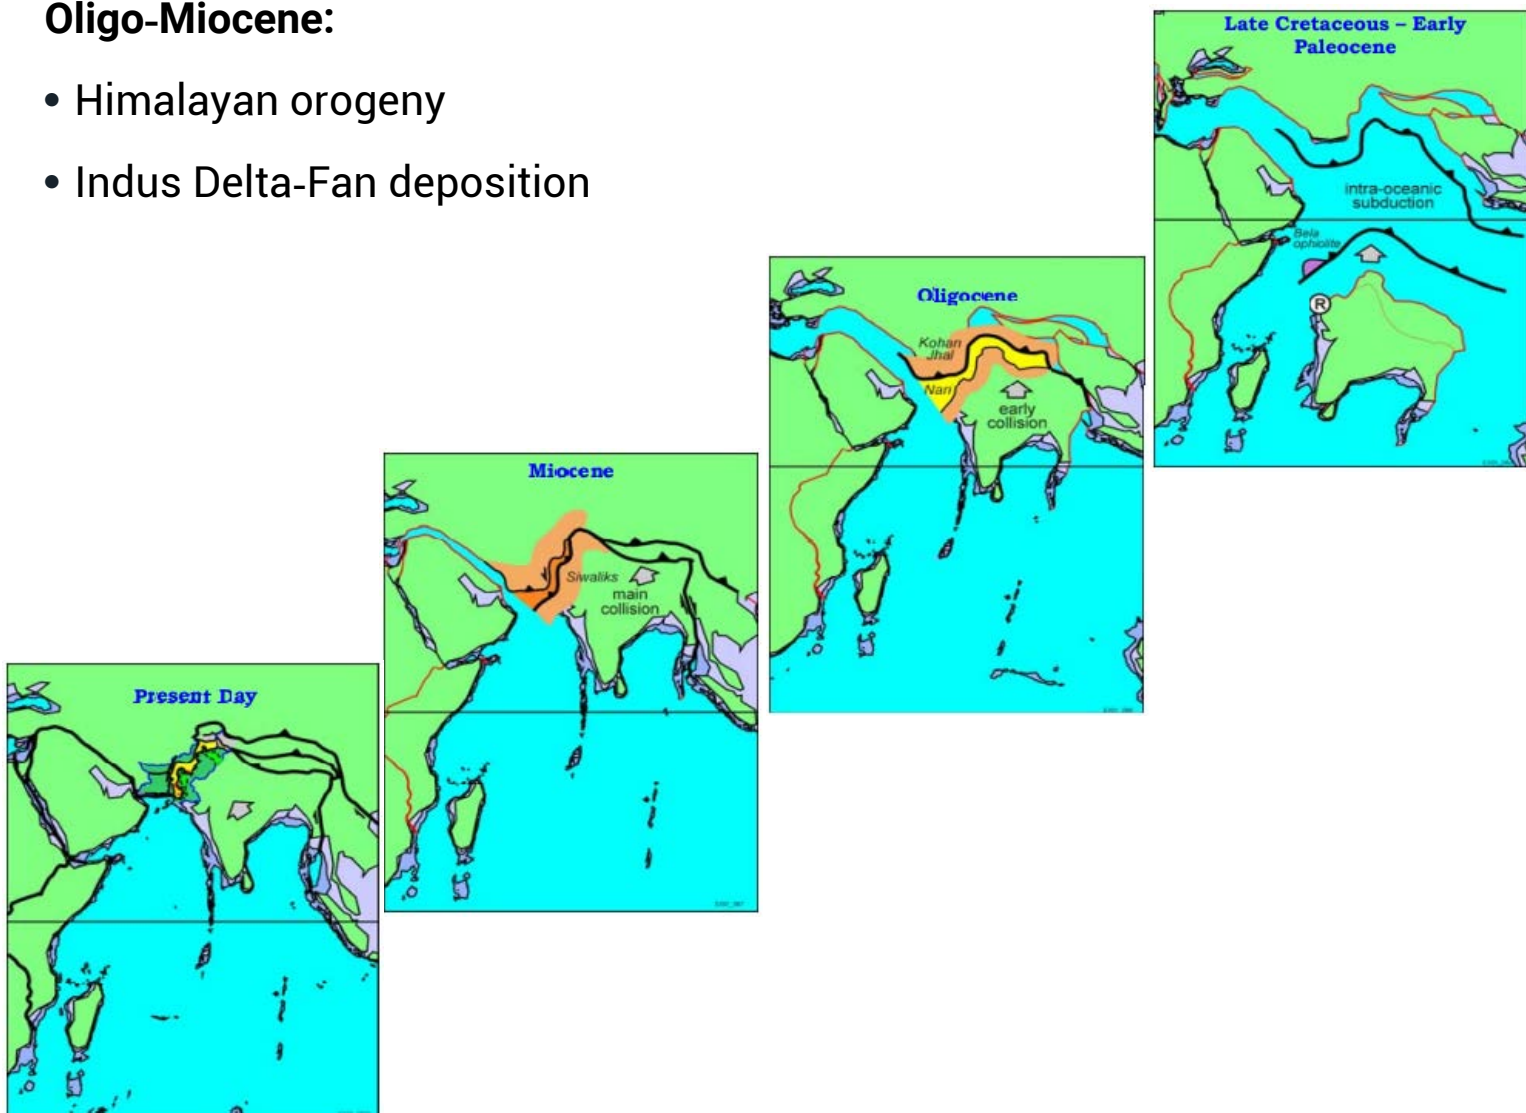 Oligo-Miocene:
• Himalayan orogeny
• Indus Delta-Fan deposition
Late Cretaceous – Early
Paleocene
intra-oceanic
subduction
Bela
ophiolite
R
Oligocene
Kohan
Jhal
Nari
early
collision
Miocene
Siwaliks
main
collision
Present Day